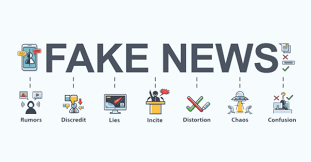 FAKE NEWS
Rumors
Discredit
Lies
Incite
Distortion
Chaos
Confusion